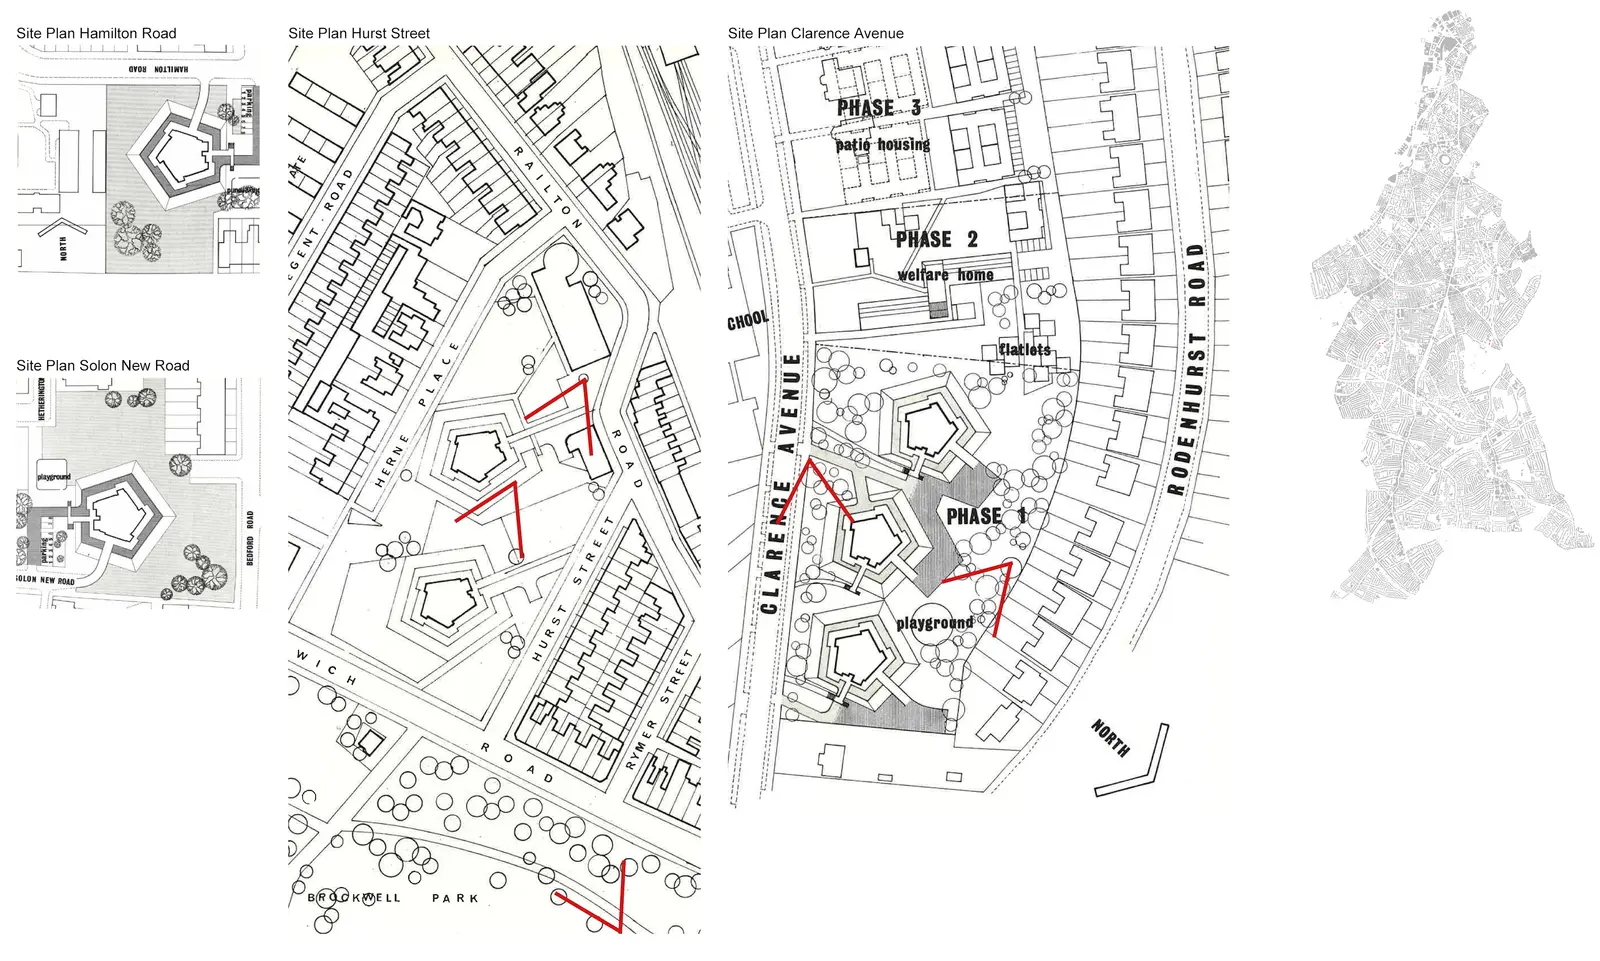 Site Plan Hamilton Road
HAMILTON ROAD
parking
playground
NORTH
Site Plan Solon New Road
HETHERINGTON
playground
parking
SOLON NEW ROAD
BEDFORD ROAD
Site Plan Hurst Street
EGENT ROAD
RAILTON
ROAD
HERNE PLACE
HURST STREET
WICH
ROAD
RYMER STREET
BROCKWELL PARK
Site Plan Clarence Avenue
PHASE 3
patio housing
PHASE 2
welfare home
CHOOL
flatlets
CLARENCE AVENUE
RODENHURST ROAD
PHASE 1
playground
NORTH